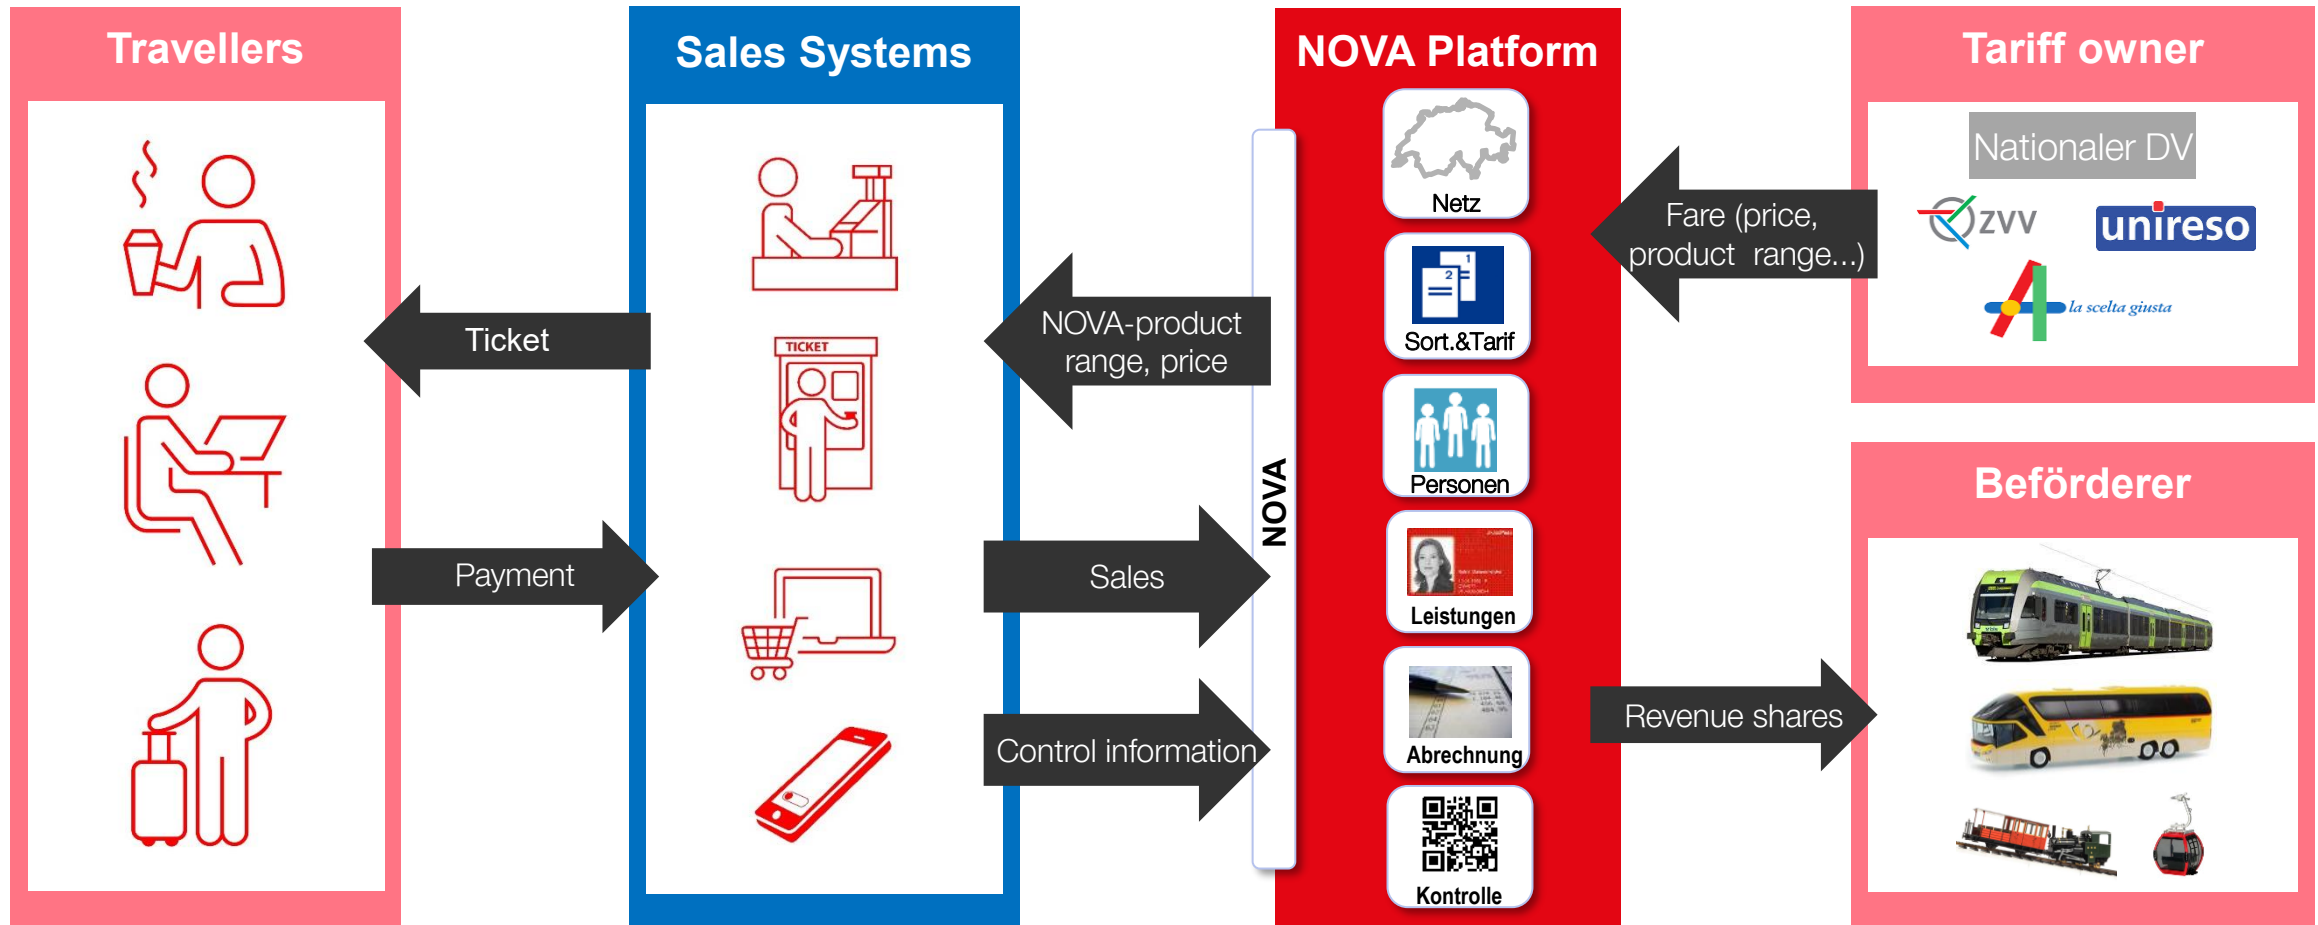 Travellers
Sales Systems
NOVA Platform
Tariff owner
Nationaler DV
ZVV
unireso
la scelta giusta
Netz
Fare (price,
product range...)
TICKET
Ticket
NOVA-product
range, price
1
2
Sort.&Tarif
Personen
NOVA
Beförderer
Payment
Sales
Leistungen
Control information
Abrechnung
Revenue shares
Kontrolle